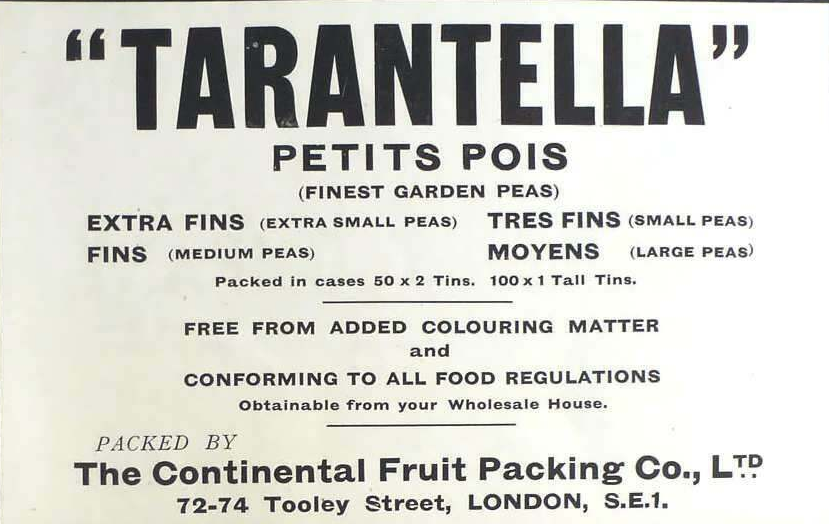 “TARANTELLA”
PETITS POIS
(FINEST GARDEN PEAS)
EXTRA FINS (EXTRA SMALL PEAS) TRES FINS (SMALL PEAS)
FINS (MEDIUM PEAS) MOYENS (LARGE PEAS)
Packed in cases 50 x 2 Tins. 100 x 1 Tall Tins.
FREE FROM ADDED COLOURING MATTER
and
CONFORMING TO ALL FOOD REGULATIONS
Obtainable from your Wholesale House.
PACKED BY
The Continental Fruit Packing Co., LTD.
72-74 Tooley Street, LONDON, S.E.1.